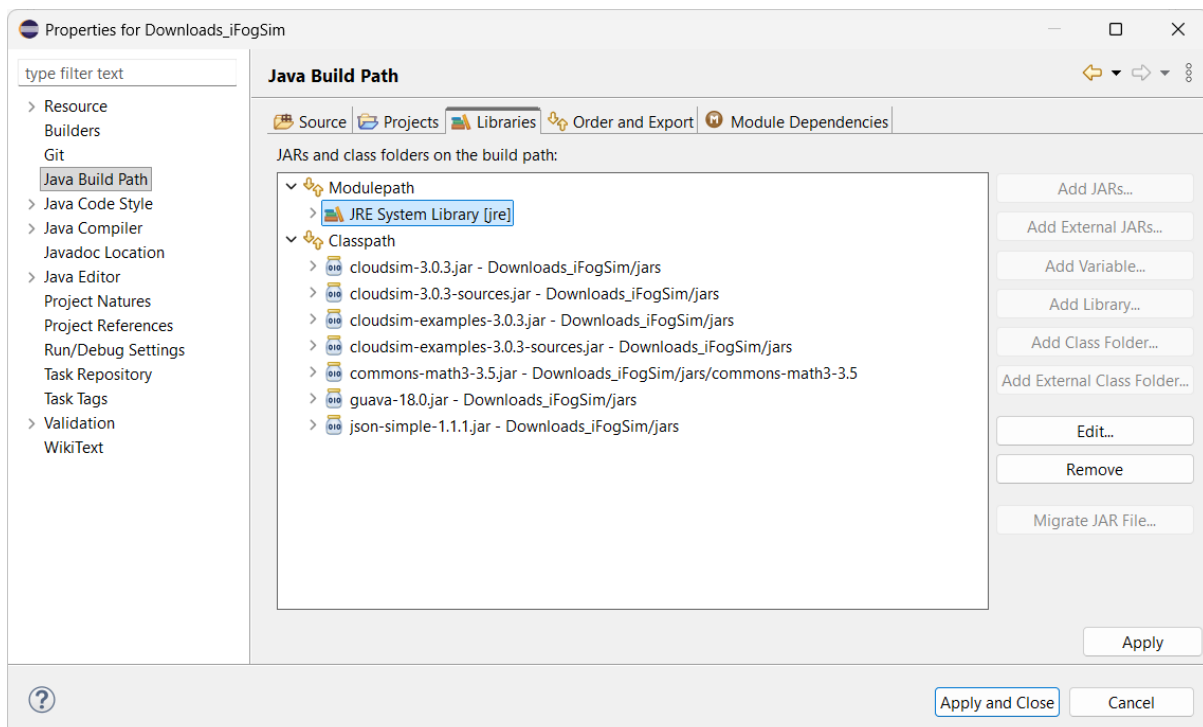 Properties for Downloads_iFogSim
type filter text
Resource
Builders
Git
Java Build Path
Java Code Style
Java Compiler
Javadoc Location
Java Editor
Project Natures
Project References
Run/Debug Settings
Task Repository
Task Tags
Validation
WikiText
Java Build Path
Source
Projects
Libraries
Order and Export
Module Dependencies
JARs and class folders on the build path:
Modulepath
JRE System Library [jre]
Classpath
cloudsim-3.0.3.jar - Downloads_iFogSim/jars
cloudsim-3.0.3-sources.jar - Downloads_iFogSim/jars
cloudsim-examples-3.0.3.jar - Downloads_iFogSim/jars
cloudsim-examples-3.0.3-sources.jar - Downloads_iFogSim/jars
commons-math3-3.5.jar - Downloads_iFogSim/jars/commons-math3-3.5
guava-18.0.jar - Downloads_iFogSim/jars
json-simple-1.1.1.jar - Downloads_iFogSim/jars
Add JARs...
Add External JARs...
Add Variable...
Add Library...
Add Class Folder...
Add External Class Folder...
Edit...
Remove
Migrate JAR File...
Apply
Apply and Close
Cancel